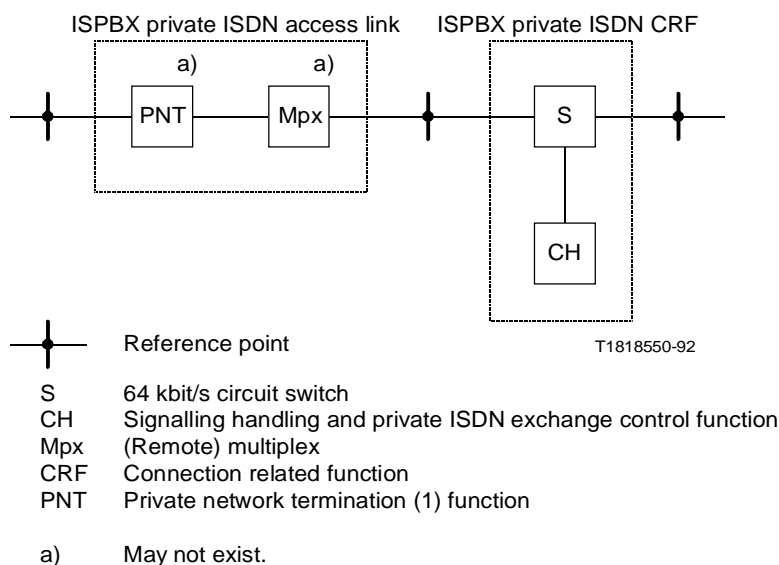 ISPBX private ISDN access link
ISPBX private ISDN CRF
a)
a)
PNT
Mpx
S
CH
Reference point
T1818550-92
S 64 kbit/s circuit switch
CH Signalling handling and private ISDN exchange control function
Mpx (Remote) multiplex
CRF Connection related function
PNT Private network termination (1) function
a) May not exist.